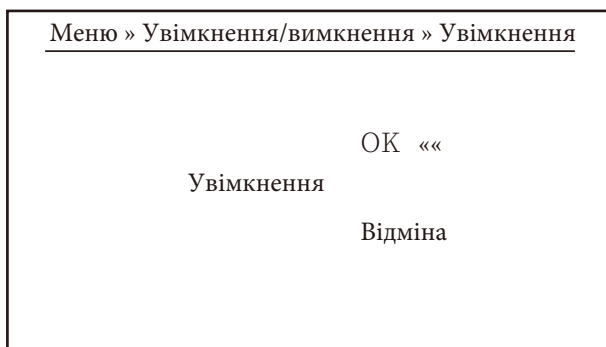 Меню » Увімкнення/вимкнення » Увімкнення
OK ««
Увімкнення
Відміна